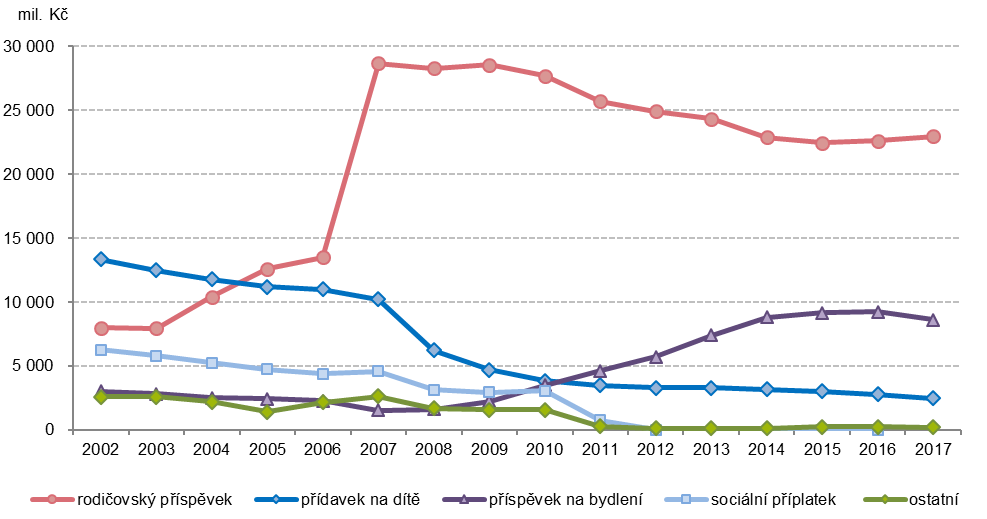 mil. Kč
30 000
25 000
20 000
15 000
10 000
5 000
0
2002 2003 2004 2005 2006 2007 2008 2009 2010 2011 2012 2013 2014 2015 2016 2017
rodičovský příspěvek přídavek na dítě příspěvek na bydlení sociální příplatek ostatní